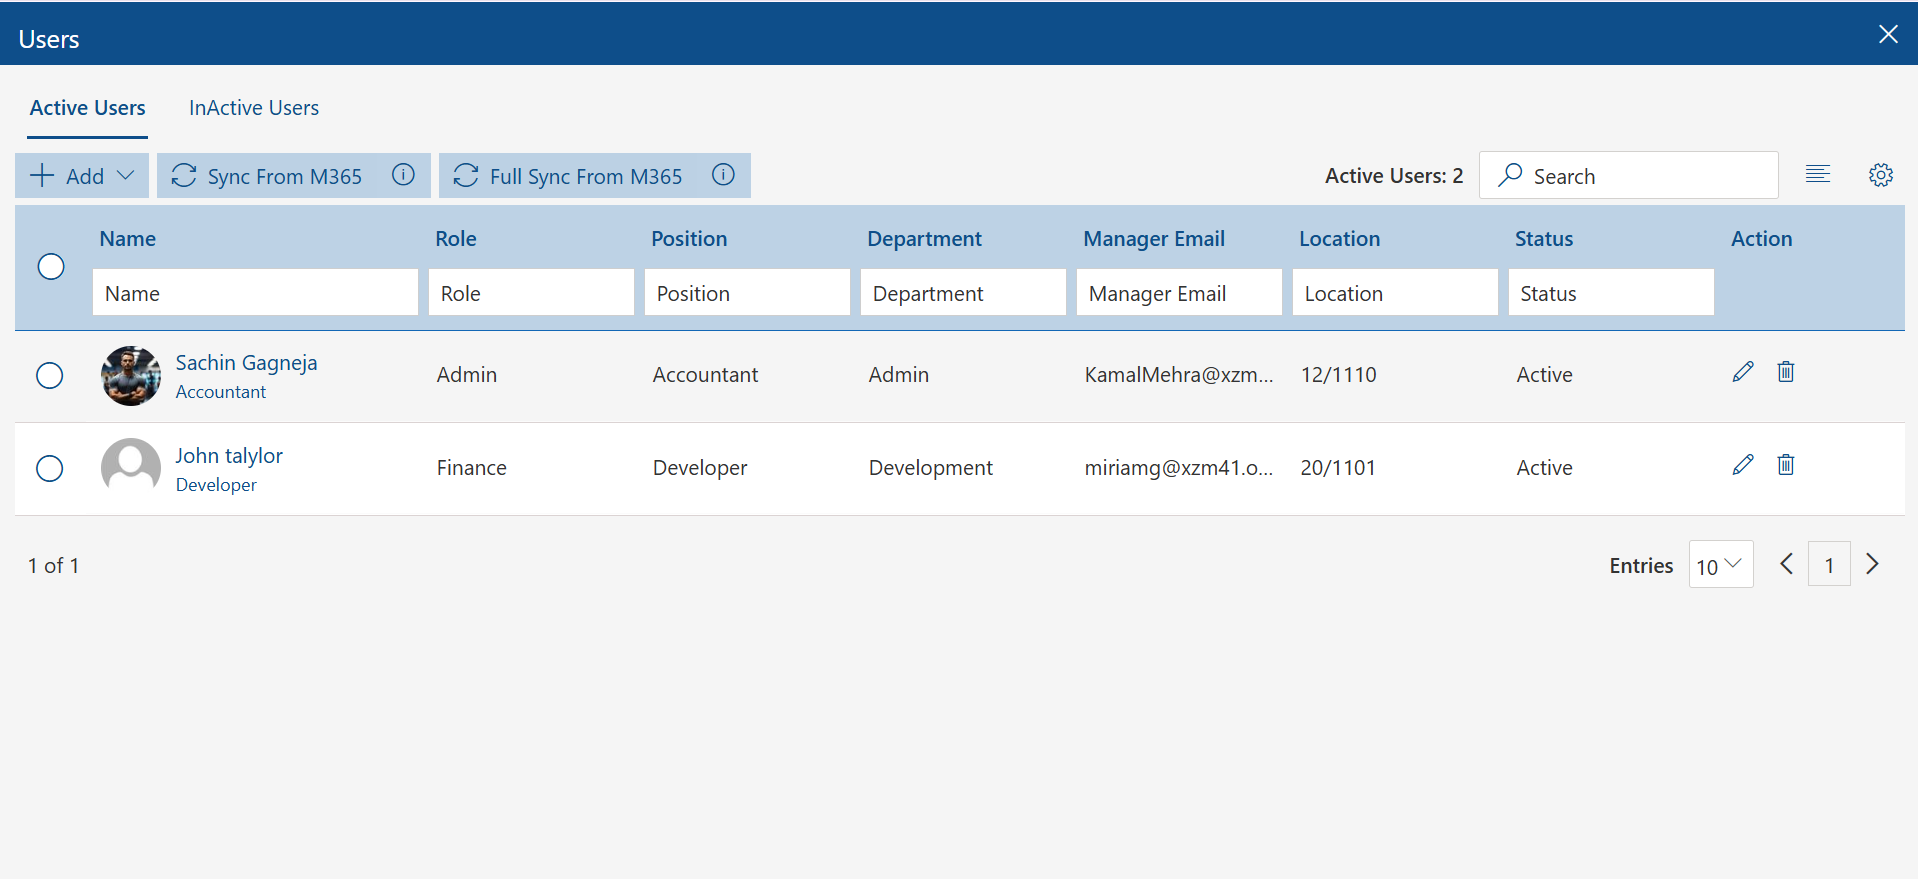 Users
Active Users InActive Users
Add Sync From M365 Full Sync From M365 Active Users: 2 Search
Name Role Position Department Manager Email Location Status Action
Name Role Position Department Manager Email Location Status
Sachin Gagneja
Accountant
Admin Accountant Admin KamalMehra@xzm... 12/1110 Active
John talylor
Developer
Finance Developer Development miriamg@xzm41.o... 20/1101 Active
1 of 1 Entries 10 1